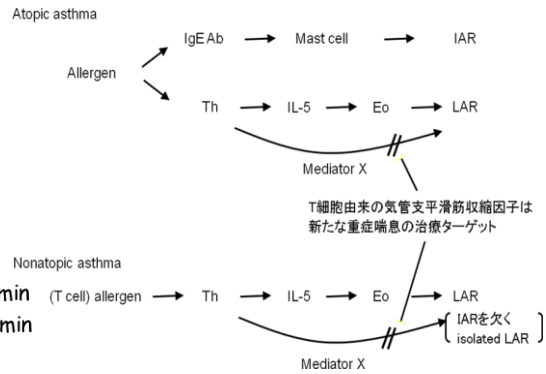 Atopic asthma
IgE Ab Mast cell IAR
Allergen
Th IL-5 Eo LAR
Mediator X
T細胞由来の気管支平滑筋収縮因子は
新たな重症喘息の治療ターゲット
Nonatopic asthma
min (T cell) allergen Th IL-5 Eo LAR
min
IARを欠く
isolated LAR
Mediator X